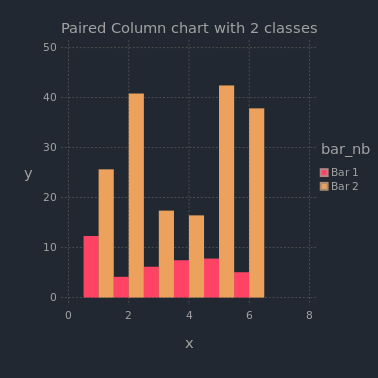 Paired Column chart with 2 classes
50
40
30
20
10
0
y
0 2 4 6 8
x
bar_nb
Bar 1
Bar 2